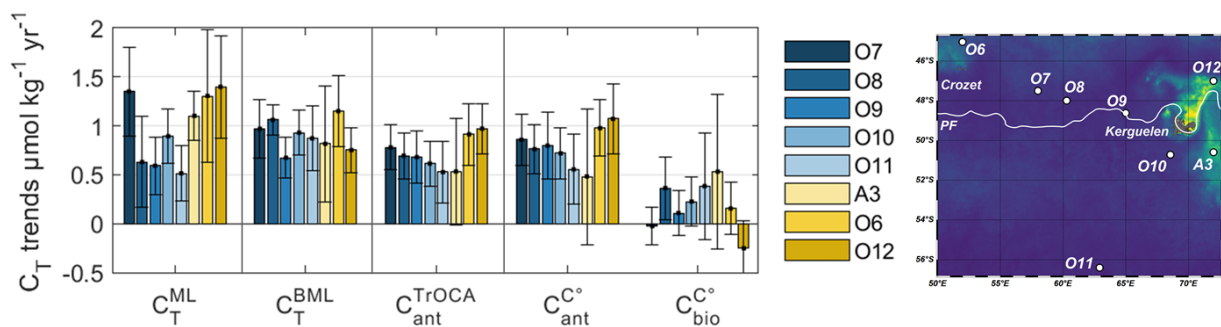 C_T trends µmol kg⁻¹ yr⁻¹
2
1.5
1
0.5
0
-0.5
C_T^ML
C_T^BML
C_ant^TrOCA
C_ant^C°
C_bio^C°
O7
O8
O9
O10
O11
A3
O6
O12
46°S
48°S
50°S
52°S
54°S
56°S
O6
O12
Crozet
O7
O8
O9
PF
Kerguelen
O10
A3
O11
50°E
55°E
60°E
65°E
70°E